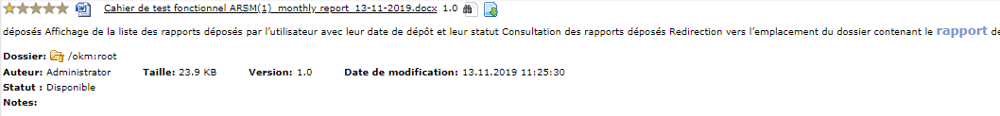 Cahier de test fonctionnel ARSM(1)_monthly_report_13-11-2019.docx 1.0
déposés Affichage de la liste des rapports déposés par l'utilisateur avec leur date de dépôt et leur statut Consultation des rapports déposés Redirection vers l'emplacement du dossier contenant le rapport de
Dossier: /okm:root
Auteur: Administrator Taille: 23.9 KB Version: 1.0 Date de modification: 13.11.2019 11:25:30
Statut : Disponible
Notes: